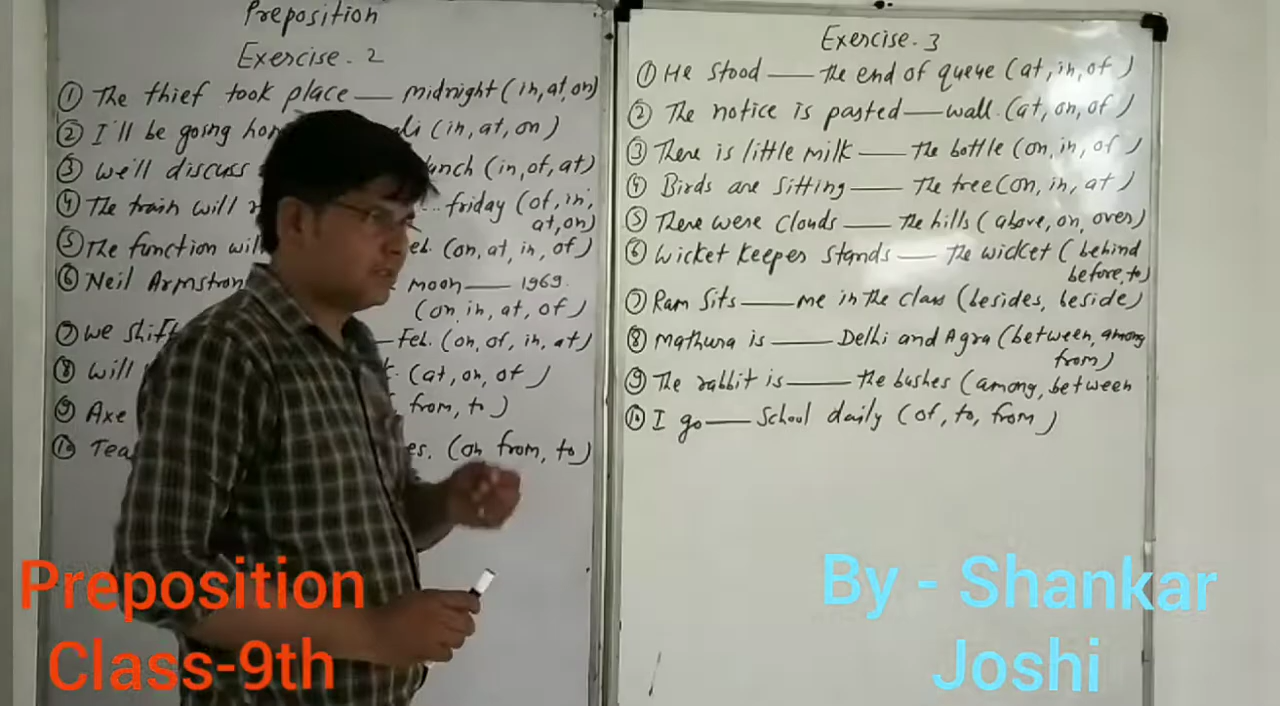 Preposition
Exercise - 2
① The thief took place — midnight (in, at, on)
② I'll be going (in, at, on)
③ we'll discuss (in, of, at)
④ The train will friday (of, in,
at, on)
⑤ The function (on, at, in, of)
⑥ Neil moon — 1969.
(on, in, at, of)
⑦ we Feb. (on, of, in, at)
⑧ will (at, on, of)
⑨ Axe from, to)
⑩ (on from, to)
Exercise - 3
① He stood — the end of queue (at, in, of)
② The notice is pasted — wall. (at, on, of)
③ There is little milk — the bottle (on, in, of)
④ Birds are sitting — the tree (on, in, at)
⑤ There were clouds — the hills (above, on, over)
⑥ Wicket keeper stands — the wicket (behind
before, to)
⑦ Ram sits — me in the class (besides, beside)
⑧ Mathura is — Delhi and Agra (between, among
from)
⑨ The rabbit is — the bushes (among, between
⑩ I go — School daily (of, to, from)
Preposition
Class-9th
By - Shankar
Joshi